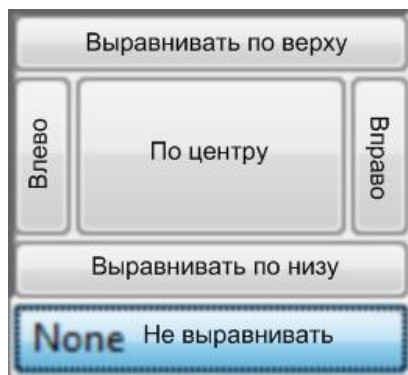 Выравнивать по верху
Влево
По центру
Вправо
Выравнивать по низу
None Не выравнивать